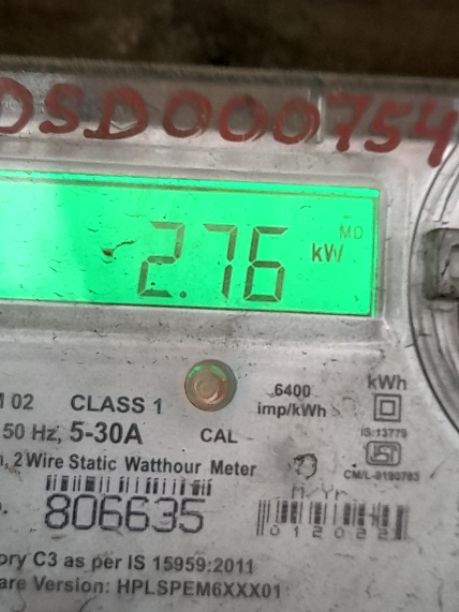 DSD000754
2.76
MD
kW
M 02 CLASS 1
6400
imp/kWh
kWh
50 Hz, 5-30A
CAL
IS:13779
2 Wire Static Watthour Meter
CM/L-8190783
M/Yr
806635
012022
ory C3 as per IS 15959:2011
are Version: HPLSPEM6XXX01